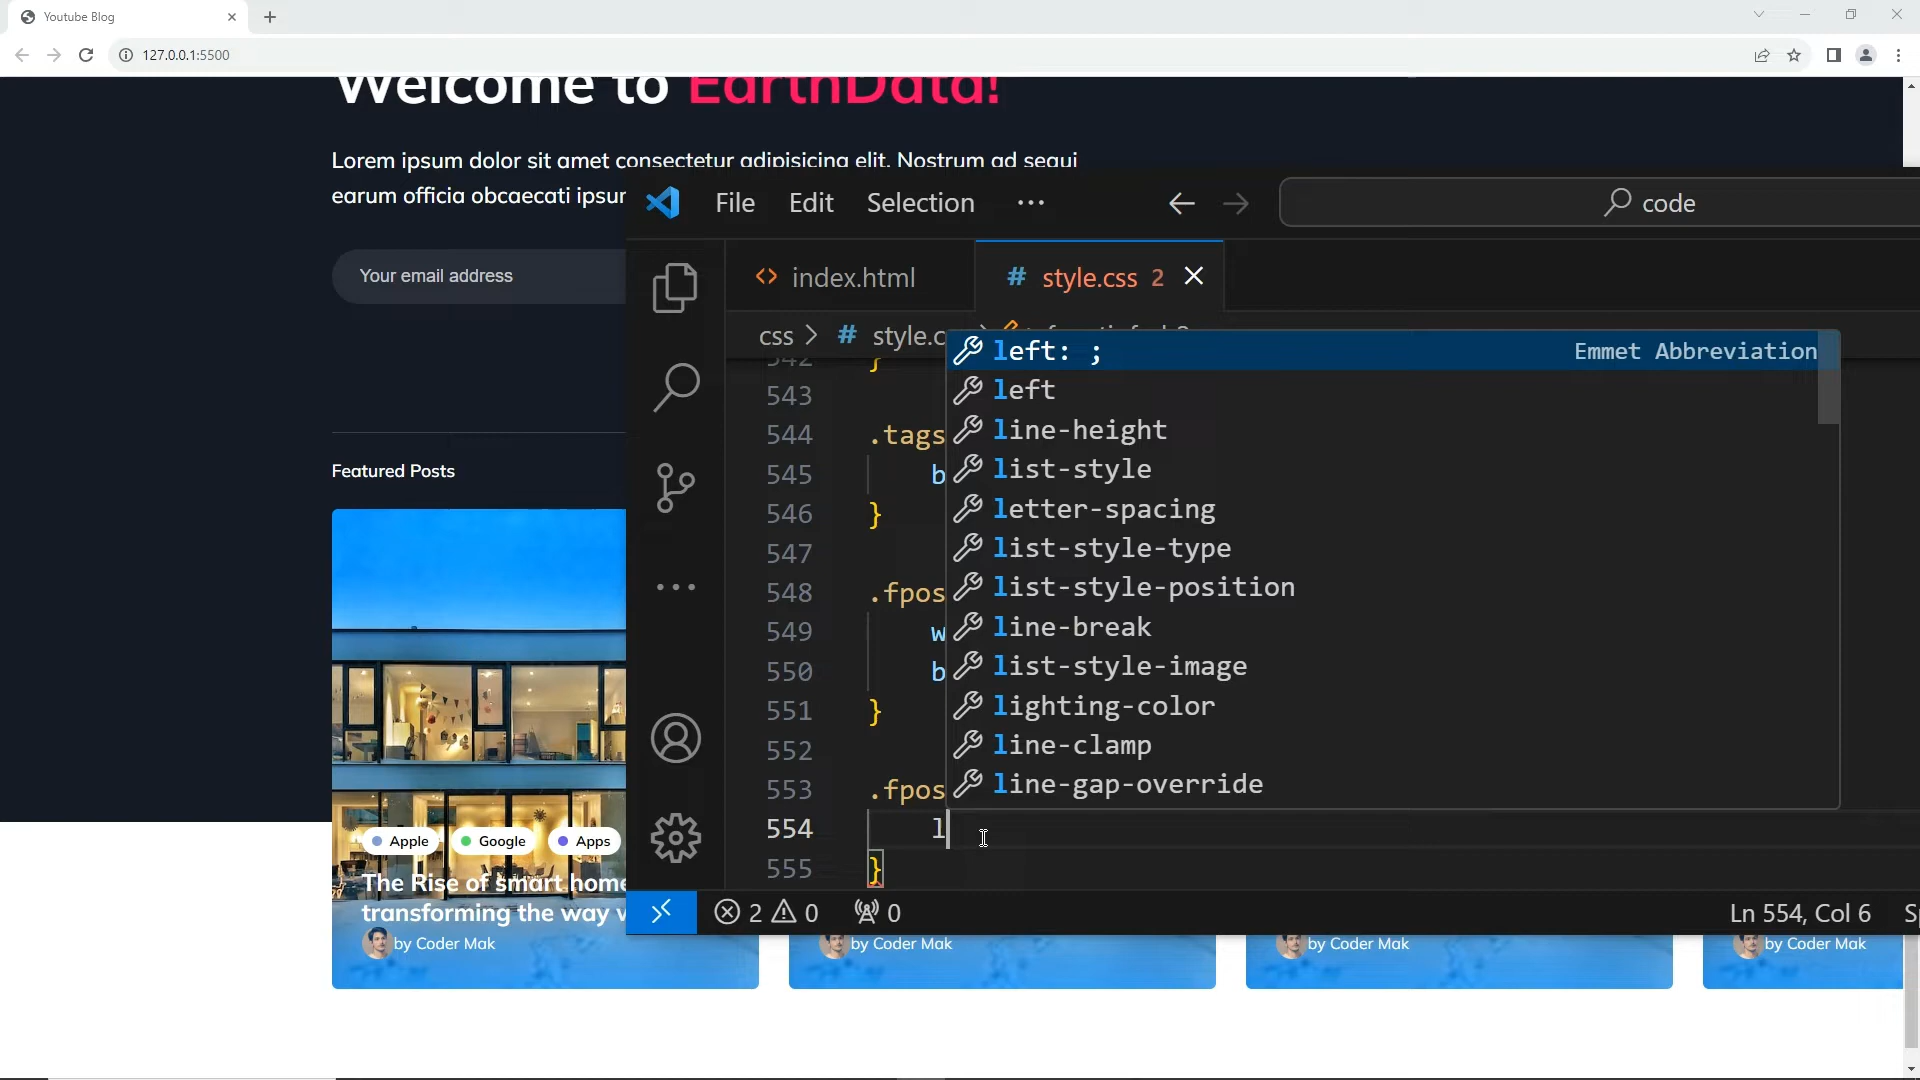 Youtube Blog
127.0.0.1:5500
Welcome to EarthData!
Lorem ipsum dolor sit amet consectetur adipisicing elit. Nostrum ad sequi
earum officia obcaecati ipsum
Your email address
Featured Posts
Apple
Google
Apps
The Rise of smart home
transforming the way
by Coder Mak
by Coder Mak
by Coder Mak
by Coder Mak
File
Edit
Selection
code
index.html
# style.css 2
css > # style.c
542 }
543
544 .tags
545 b
546 }
547
548 .fpos
549 w
550 b
551 }
552
553 .fpos
554 l
555 }
left: ; Emmet Abbreviation
left
line-height
list-style
letter-spacing
list-style-type
list-style-position
line-break
list-style-image
lighting-color
line-clamp
line-gap-override
2 0
0
Ln 554, Col 6
S